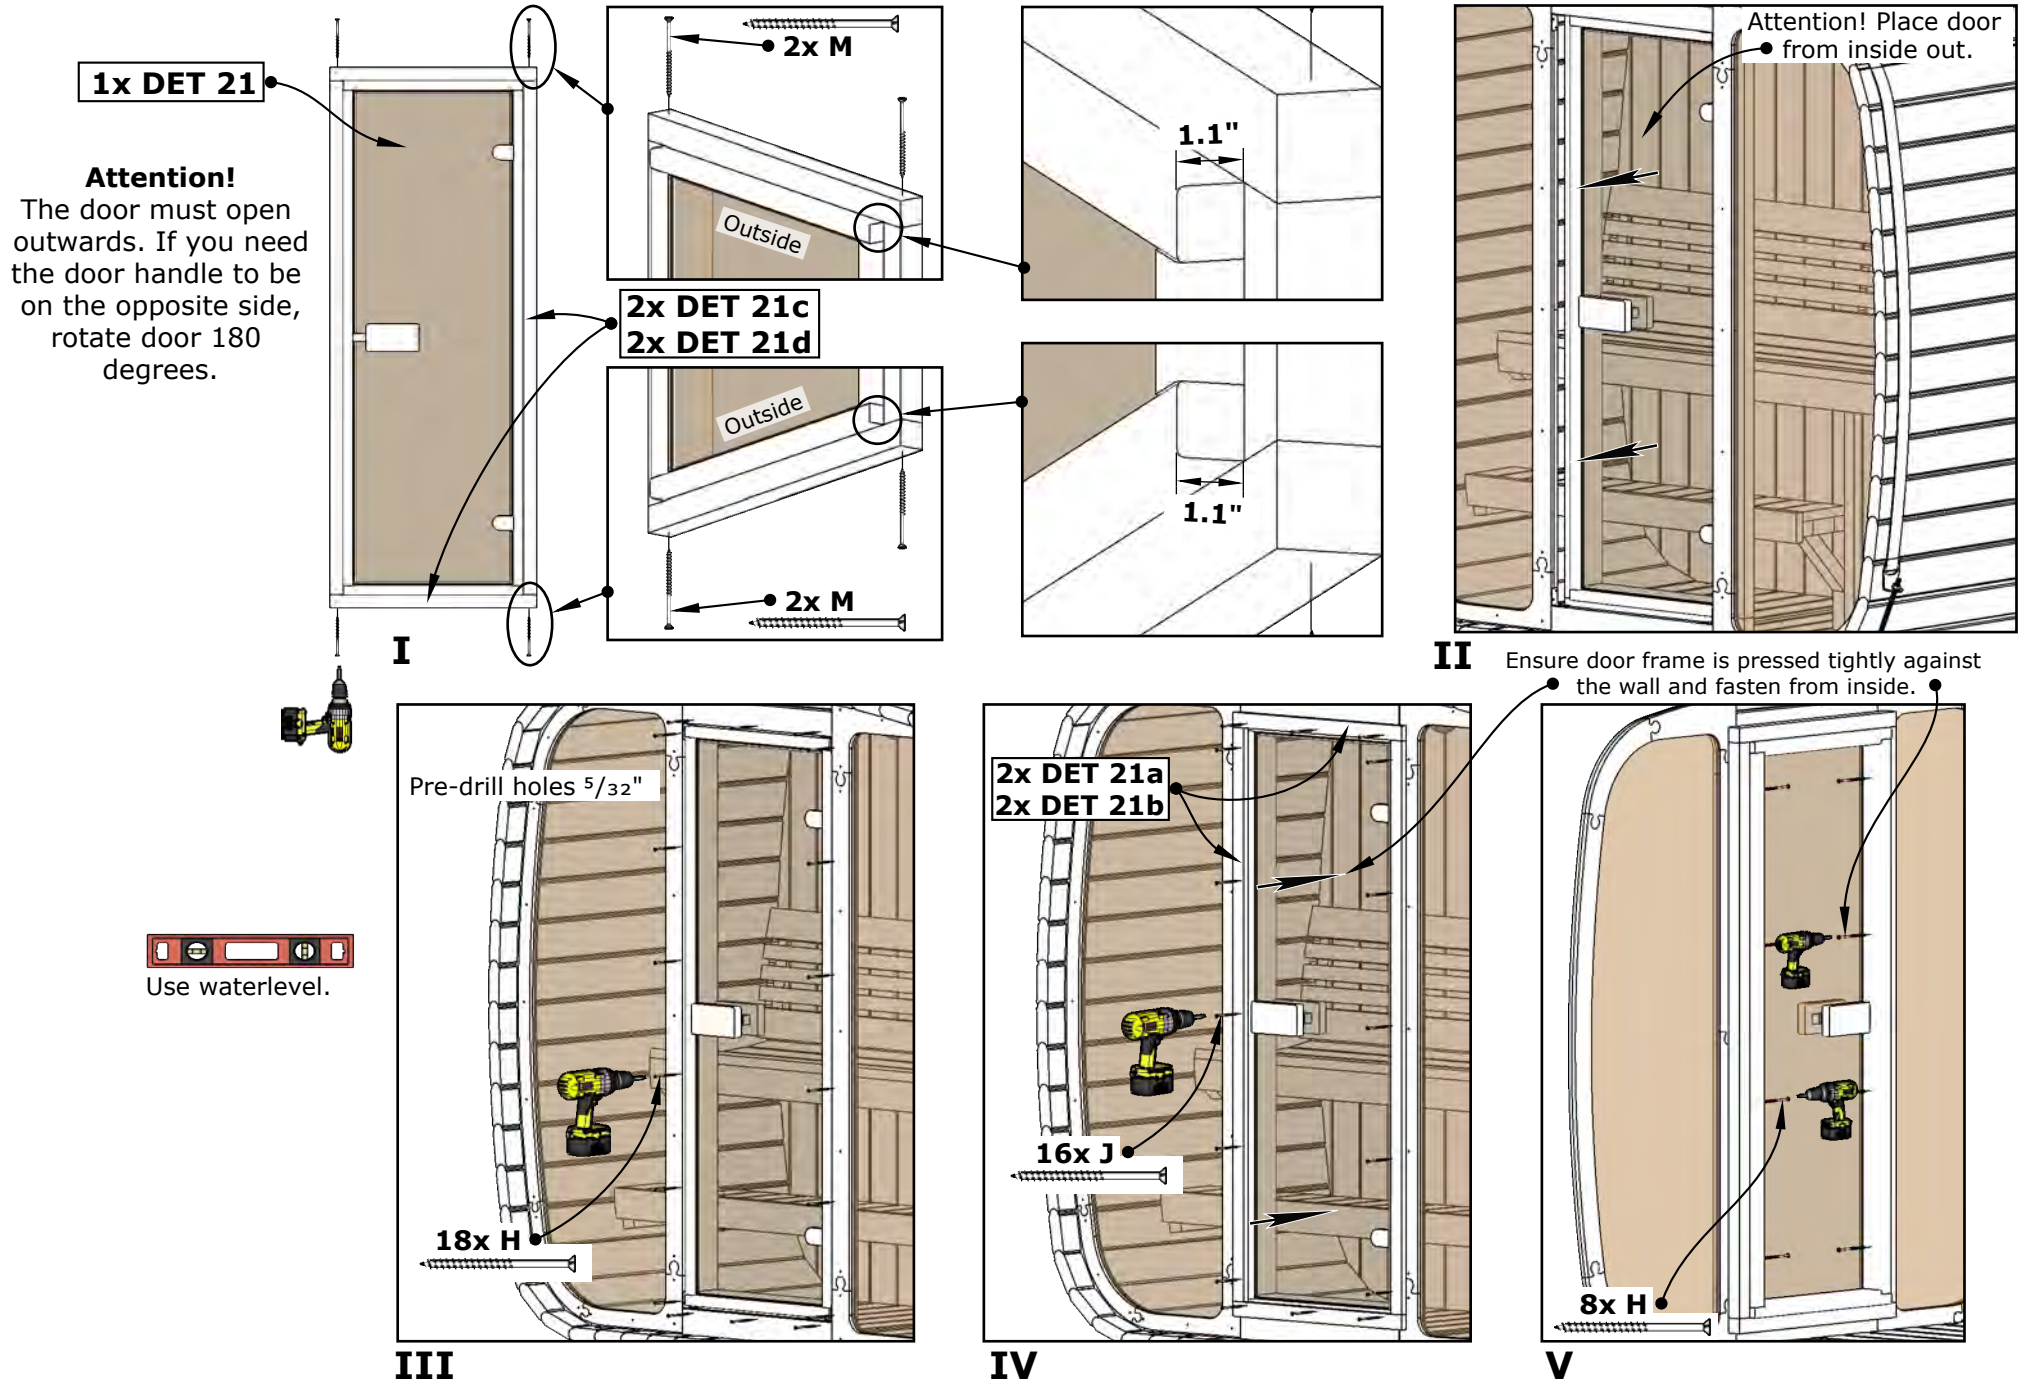 1x DET 21
Attention!
The door must open
outwards. If you need
the door handle to be
on the opposite side,
rotate door 180
degrees.
2x M
Outside
2x DET 21c
2x DET 21d
Outside
2x M
1.1"
1.1"
I
Attention! Place door
from inside out.
II
Ensure door frame is pressed tightly against
the wall and fasten from inside.
Use waterlevel.
Pre-drill holes ⁵/₃₂"
18x H
III
2x DET 21a
2x DET 21b
16x J
IV
8x H
V